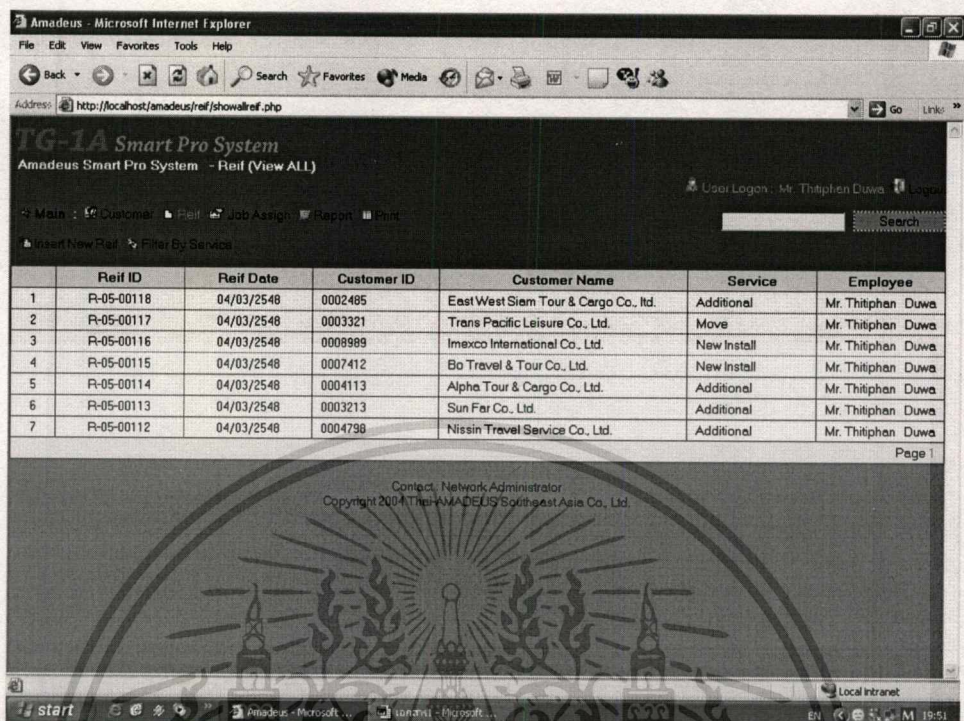 Amadeus - Microsoft Internet Explorer
File Edit View Favorites Tools Help
Back Search Favorites Media
Address http://localhost/amadeus/reif/showallreif.php Go Links »
TG-1A Smart Pro System
Amadeus Smart Pro System - Reif (View ALL)
User Logon : Mr. Thitiphan Duwa Logout
Main : Customer Reif Job Assign Report Print
Search
Insert New Reif Filter By Service
Reif ID Reif Date Customer ID Customer Name Service Employee
1 R-05-00118 04/03/2548 0002485 East West Siam Tour & Cargo Co., ltd. Additional Mr. Thitiphan Duwa
2 R-05-00117 04/03/2548 0003321 Trans Pacific Leisure Co., Ltd. Move Mr. Thitiphan Duwa
3 R-05-00116 04/03/2548 0008989 Imexco International Co., Ltd. New Install Mr. Thitiphan Duwa
4 R-05-00115 04/03/2548 0007412 Bo Travel & Tour Co., Ltd. New Install Mr. Thitiphan Duwa
5 R-05-00114 04/03/2548 0004113 Alpha Tour & Cargo Co., Ltd. Additional Mr. Thitiphan Duwa
6 R-05-00113 04/03/2548 0003213 Sun Far Co., Ltd. Additional Mr. Thitiphan Duwa
7 R-05-00112 04/03/2548 0004798 Nissin Travel Service Co., Ltd. Additional Mr. Thitiphan Duwa
Page 1
Contact : Network Administrator
Copyright 2004 Thai-AMADEUS Southeast Asia Co., Ltd.
Local intranet
start » Amadeus - Microsoft ... - Microsoft ... EN M 19:51